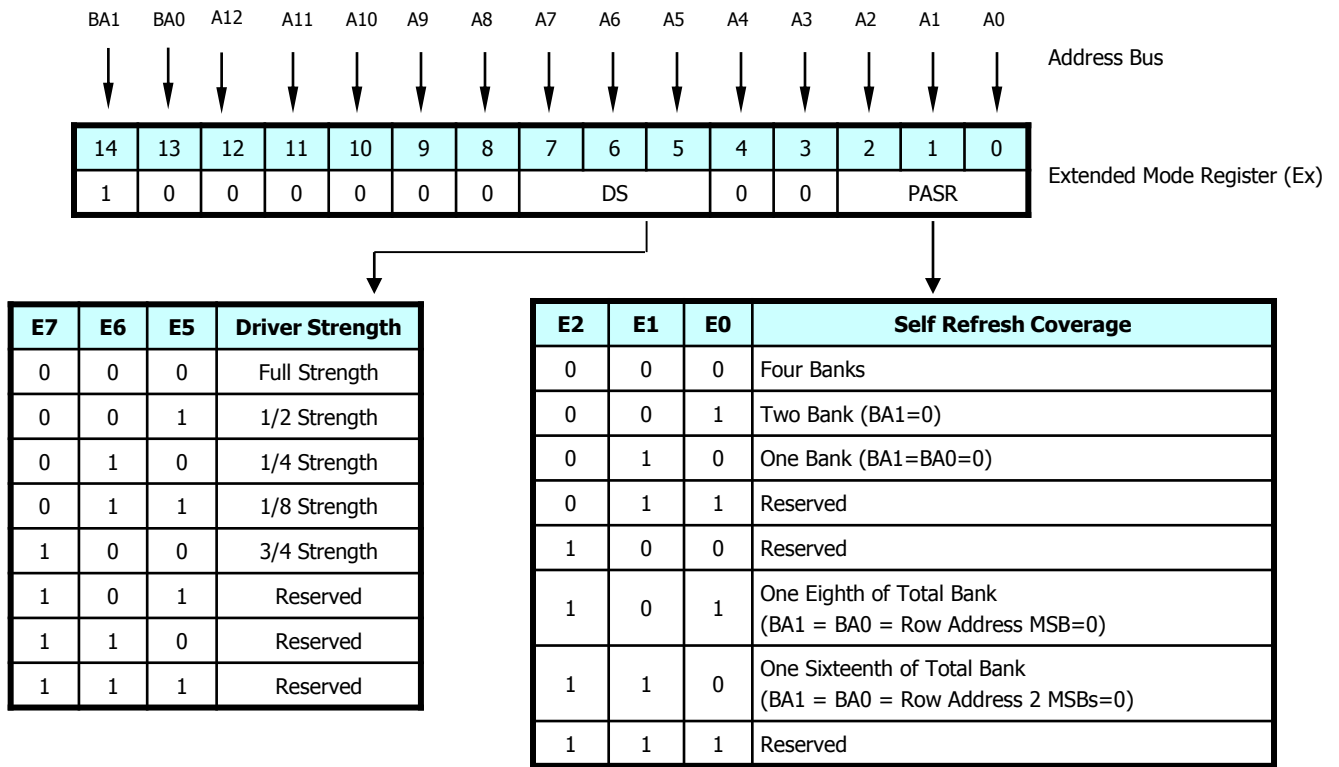 BA1 BA0 A12 A11 A10 A9 A8 A7 A6 A5 A4 A3 A2 A1 A0
Address Bus
14 13 12 11 10 9 8 7 6 5 4 3 2 1 0
1 0 0 0 0 0 0 DS 0 0 PASR
Extended Mode Register (Ex)
E7 E6 E5 Driver Strength
0 0 0 Full Strength
0 0 1 1/2 Strength
0 1 0 1/4 Strength
0 1 1 1/8 Strength
1 0 0 3/4 Strength
1 0 1 Reserved
1 1 0 Reserved
1 1 1 Reserved
E2 E1 E0 Self Refresh Coverage
0 0 0 Four Banks
0 0 1 Two Bank (BA1=0)
0 1 0 One Bank (BA1=BA0=0)
0 1 1 Reserved
1 0 0 Reserved
1 0 1 One Eighth of Total Bank
(BA1 = BA0 = Row Address MSB=0)
1 1 0 One Sixteenth of Total Bank
(BA1 = BA0 = Row Address 2 MSBs=0)
1 1 1 Reserved